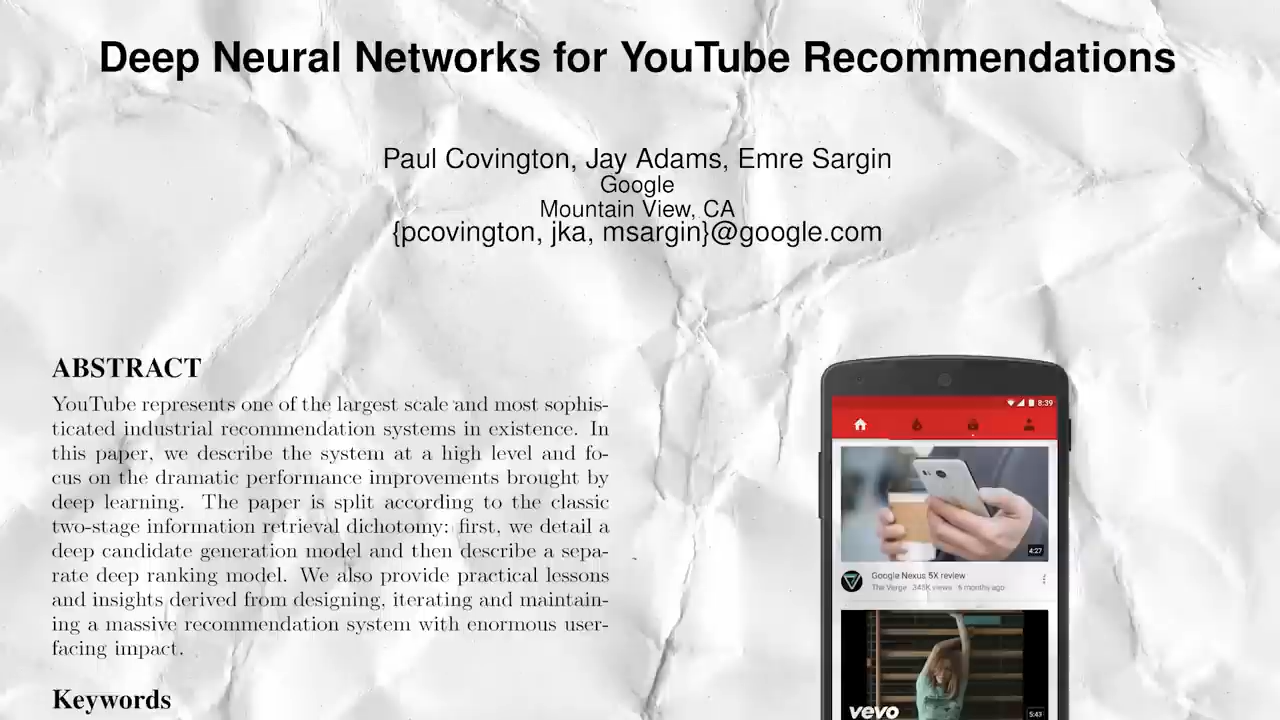 Deep Neural Networks for YouTube Recommendations
Paul Covington, Jay Adams, Emre Sargin
Google
Mountain View, CA
{pcovington, jka, msargin}@google.com
ABSTRACT
YouTube represents one of the largest scale and most sophis-
ticated industrial recommendation systems in existence. In
this paper, we describe the system at a high level and fo-
cus on the dramatic performance improvements brought by
deep learning. The paper is split according to the classic
two-stage information retrieval dichotomy: first, we detail a
deep candidate generation model and then describe a sepa-
rate deep ranking model. We also provide practical lessons
and insights derived from designing, iterating and maintain-
ing a massive recommendation system with enormous user-
facing impact.
Keywords
8:39
4:27
Google Nexus 5X review
The Verge 345K views 5 months ago
vevo
5:43